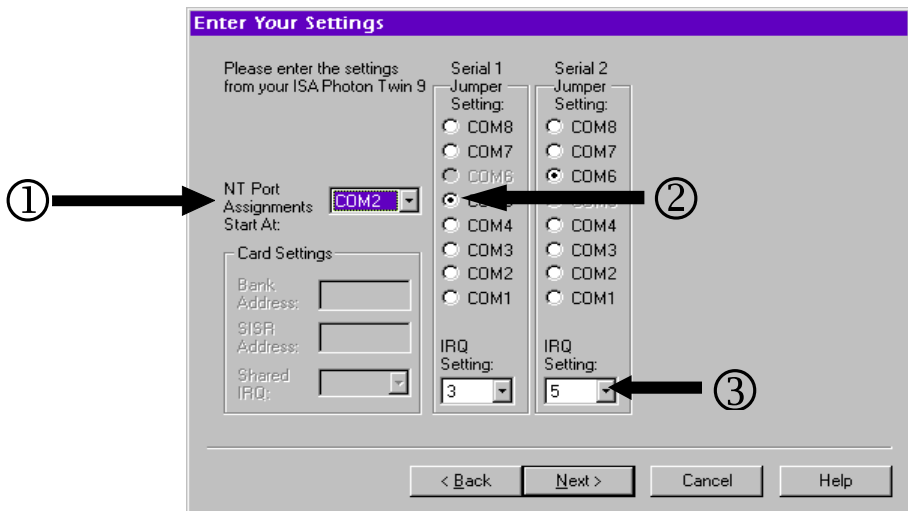 Enter Your Settings
Please enter the settings
from your ISA Photon Twin 9
Serial 1
Jumper
Setting:
COM8
COM7
COM6
COM4
COM3
COM2
COM1
IRQ
Setting:
3
Serial 2
Jumper
Setting:
COM8
COM7
COM6
COM4
COM3
COM2
COM1
IRQ
Setting:
5
①
NT Port
Assignments
Start At:
COM2
②
Card Settings
Bank
Address:
SISR
Address:
Shared
IRQ:
③
< Back
Next >
Cancel
Help